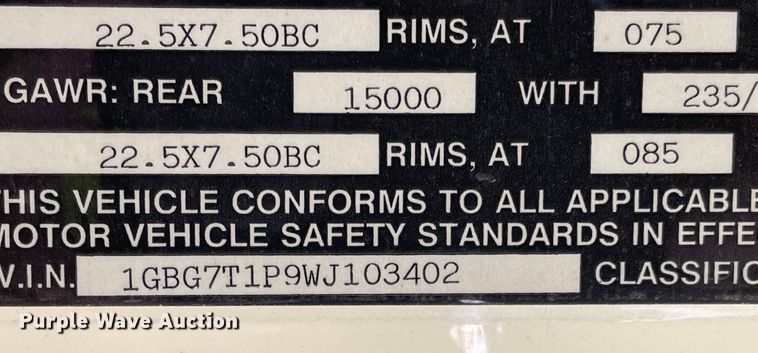 22.5X7.50BC RIMS, AT 075
GAWR: REAR 15000 WITH 235/
22.5X7.50BC RIMS, AT 085
THIS VEHICLE CONFORMS TO ALL APPLICABLE
MOTOR VEHICLE SAFETY STANDARDS IN EFFE
V.I.N. 1GBG7T1P9WJ103402 CLASSIFIC
Purple Wave Auction